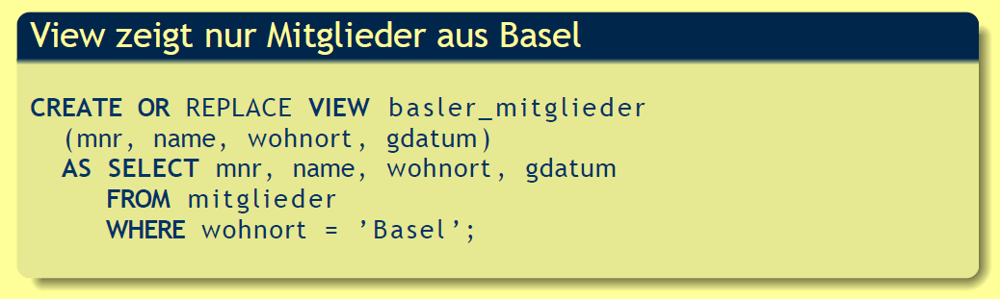 View zeigt nur Mitglieder aus Basel
CREATE OR REPLACE VIEW basler_mitglieder
(mnr, name, wohnort, gdatum)
AS SELECT mnr, name, wohnort, gdatum
FROM mitglieder
WHERE wohnort = ’Basel’;